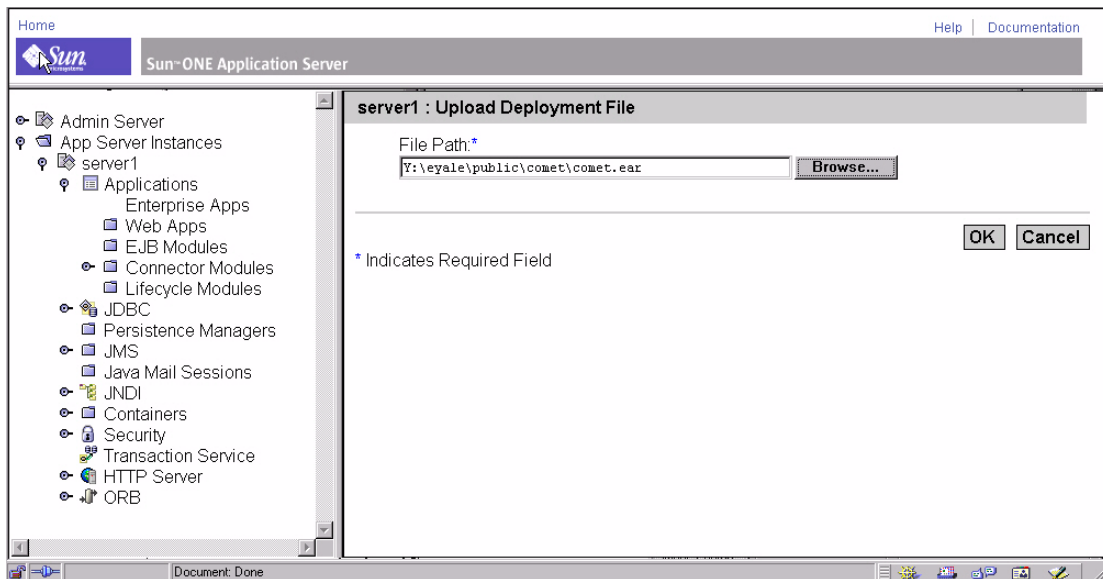 Home
Help
Documentation
Sun
microsystems
Sun™ ONE Application Server
Admin Server
App Server Instances
server1
Applications
Enterprise Apps
Web Apps
EJB Modules
Connector Modules
Lifecycle Modules
JDBC
Persistence Managers
JMS
Java Mail Sessions
JNDI
Containers
Security
Transaction Service
HTTP Server
ORB
server1 : Upload Deployment File
File Path:*
Y:\eyale\public\comet\comet.ear
Browse...
OK
Cancel
* Indicates Required Field
Document: Done